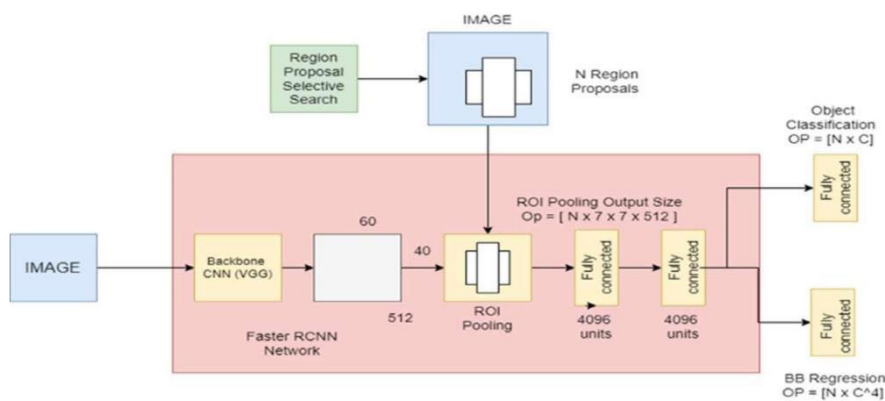 IMAGE
Region
Proposal
Selective
Search
N Region
Proposals
Object
Classification
OP = [N x C]
Fully
connected
ROI Pooling Output Size
Op = [ N x 7 x 7 x 512 ]
60
40
IMAGE
Backbone
CNN (VGG)
512
ROI
Pooling
Fully
connected
4096
units
Fully
connected
4096
units
Faster RCNN
Network
Fully
connected
BB Regression
OP = [N x C^4]